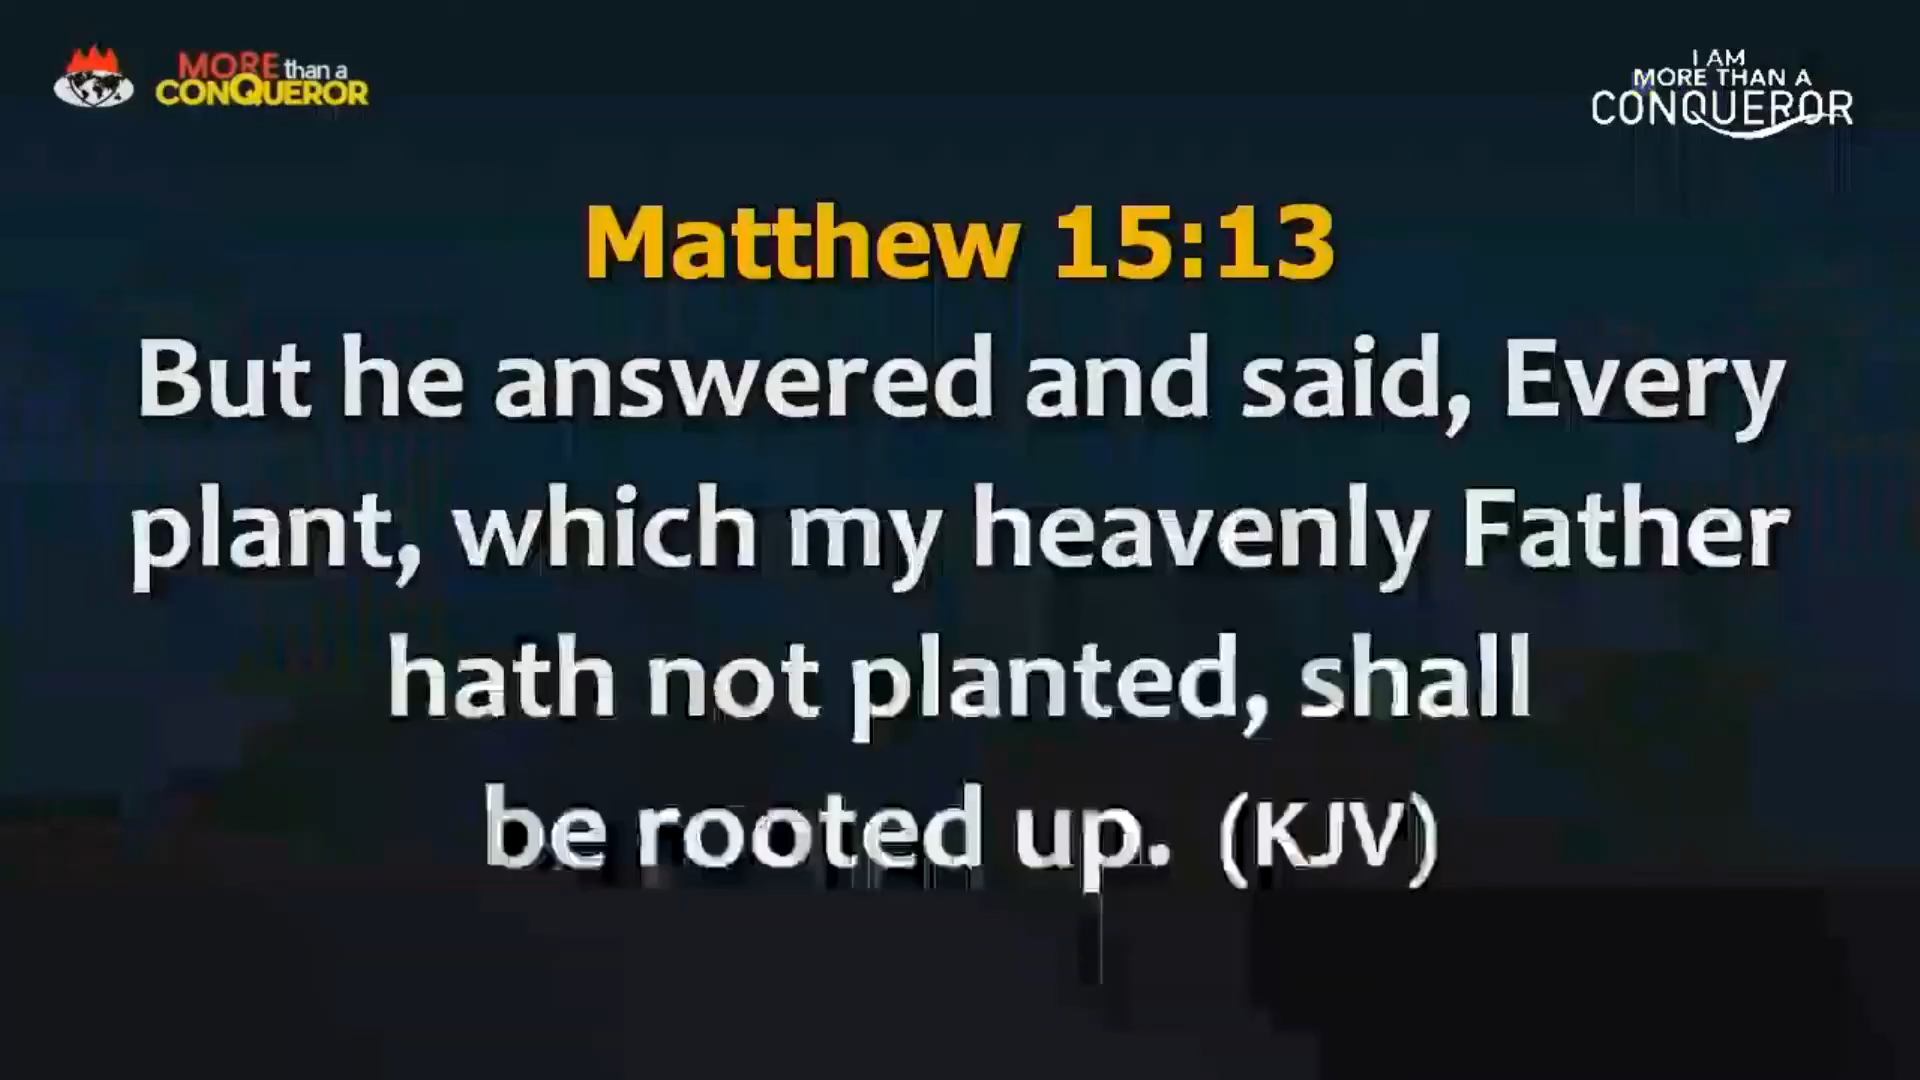 MORE than a
CONQUEROR
I AM
MORE THAN A
CONQUEROR
Matthew 15:13
But he answered and said, Every
plant, which my heavenly Father
hath not planted, shall
be rooted up. (KJV)